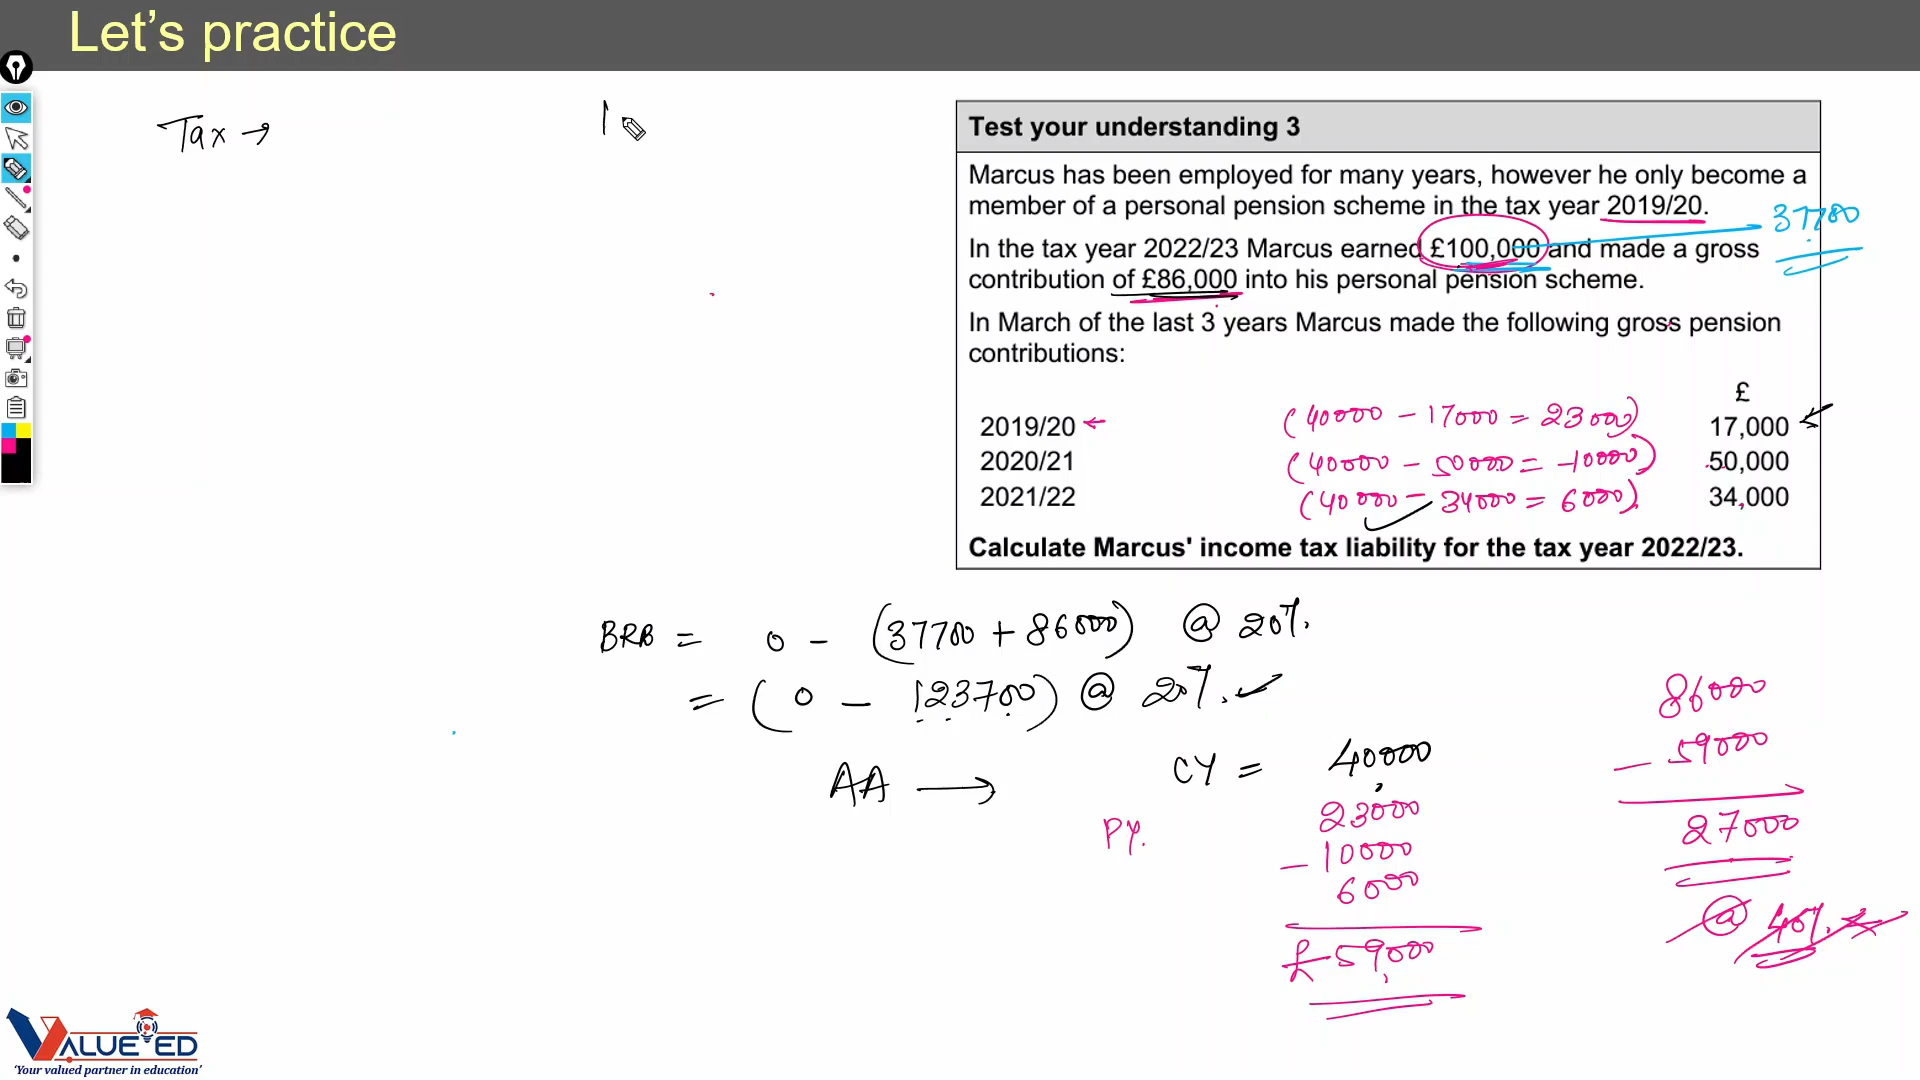 Let's practice
Tax →
Test your understanding 3
Marcus has been employed for many years, however he only become a
member of a personal pension scheme in the tax year 2019/20.
37700
In the tax year 2022/23 Marcus earned £100,000 and made a gross
contribution of £86,000 into his personal pension scheme.
In March of the last 3 years Marcus made the following gross pension
contributions:
£
2019/20 ← (40000 - 17000 = 23000) 17,000
2020/21 (40000 - 50000 = -10000) 50,000
2021/22 (40000 - 34000 = 6000) 34,000
Calculate Marcus' income tax liability for the tax year 2022/23.
BRB = 0 - (37700 + 86000) @ 20%.
= (0 - 123700) @ 20%.
AA → CY = 40,000
PY. 23000
- 10000
6000
£ 59,000
86000
- 59000
27000
@ 40%.
VALUE ED
'Your valued partner in education'